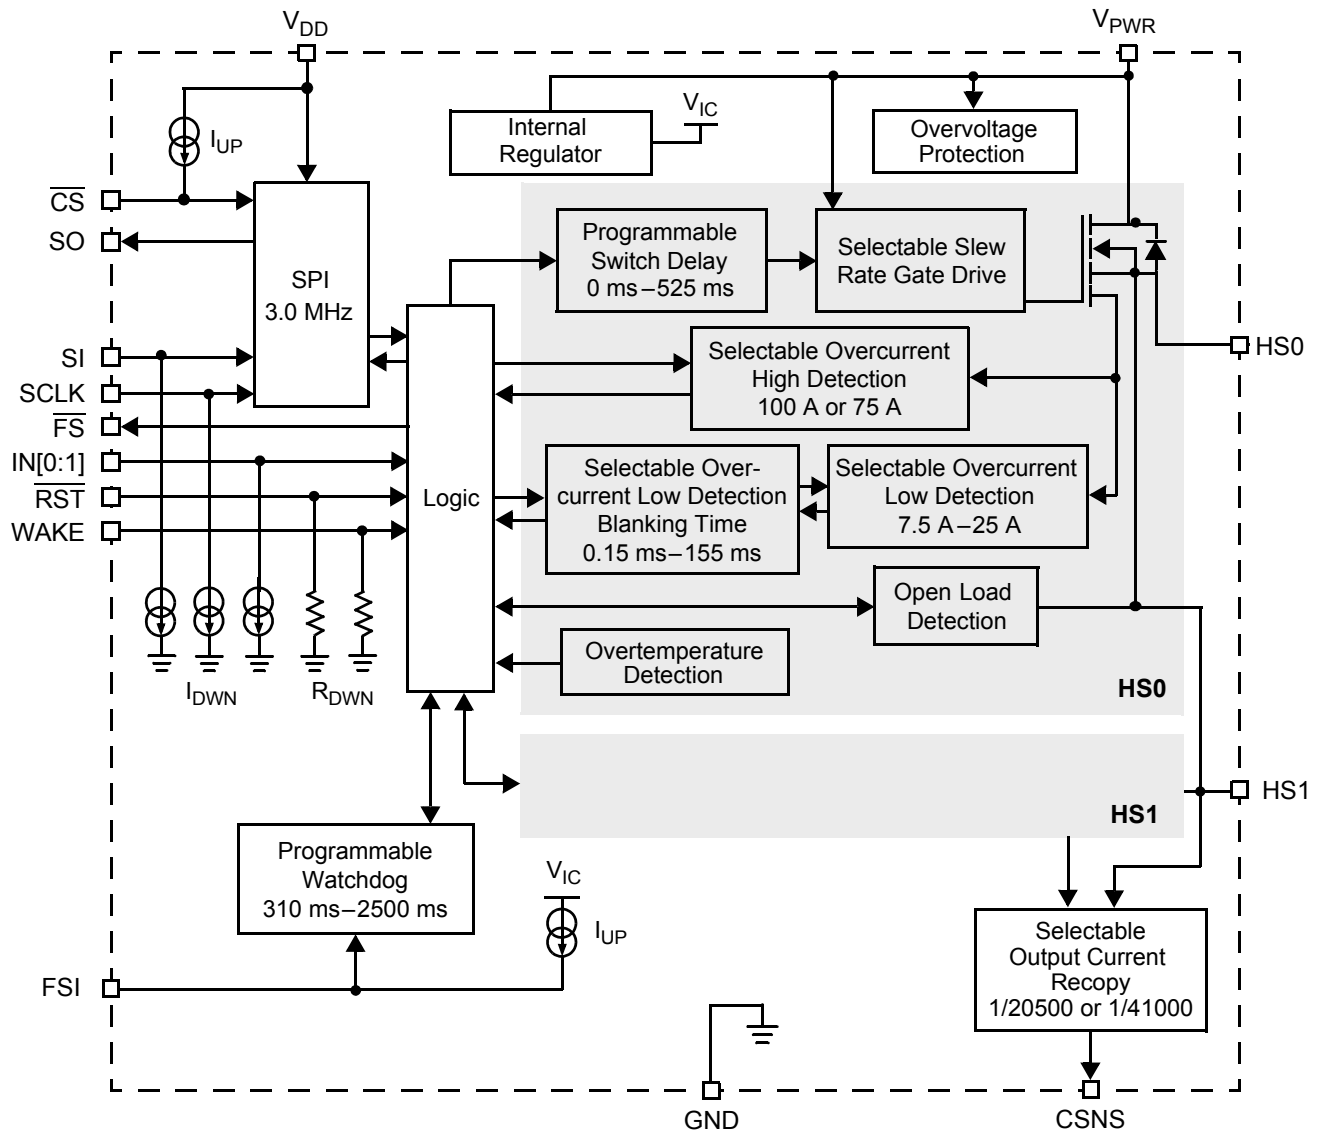 VDD
VPWR
IUP
Internal
Regulator
VIC
Overvoltage
Protection
CS
SO
SPI
3.0 MHz
Programmable
Switch Delay
0 ms–525 ms
Selectable Slew
Rate Gate Drive
SI
SCLK
FS
IN[0:1]
RST
WAKE
Logic
Selectable Overcurrent
High Detection
100 A or 75 A
HS0
Selectable Over-
current Low Detection
Blanking Time
0.15 ms–155 ms
Selectable Overcurrent
Low Detection
7.5 A–25 A
Open Load
Detection
Overtemperature
Detection
IDWN
RDWN
HS0
HS1
HS1
Programmable
Watchdog
310 ms–2500 ms
VIC
IUP
FSI
Selectable
Output Current
Recopy
1/20500 or 1/41000
GND
CSNS